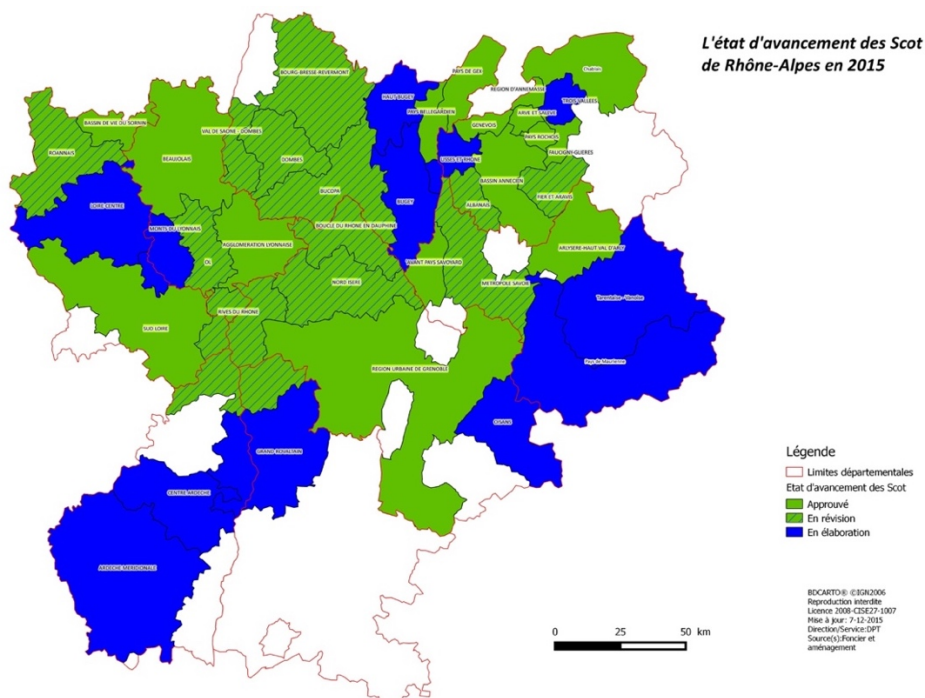 L'état d'avancement des Scot
de Rhône-Alpes en 2015
PAYS DE GEX
Chablais
BOURG-BRESSE-REVERMONT
HAUT BUGEY
REGION D'ANNEMASSE
TROIS VALLEES
PAYS BELLEGARDIEN
ARVE ET SALEVE
BASSIN DE VIE DU SORNIN
GENEVOIS
VAL DE SAONE - DOMBES
PAYS ROCHOIS
ROANNAIS
BEAUJOLAIS
DOMBES
USSES ET RHONE
FAUCIGNY-GLIERES
BASSIN ANNECIEN
BUCOPA
BUGEY
FIER ET ARAVIS
LOIRE CENTRE
ALBANAIS
BOUCLE DU RHONE EN DAUPHINE
MONTS DU LYONNAIS
AGGLOMERATION LYONNAISE
ARLYSERE-HAUT VAL D'ARLY
OL
AVANT PAYS SAVOYARD
NORD ISERE
METROPOLE SAVOIE
Tarentaise - Vanoise
RIVES DU RHONE
SUD LOIRE
Pays de Maurienne
REGION URBAINE DE GRENOBLE
OISANS
GRAND ROVALTAIN
CENTRE ARDECHE
ARDECHE MERIDIONALE
Légende
Limites départementales
Etat d'avancement des Scot
Approuvé
En révision
En élaboration
BDCARTO® ©IGN2006
Reproduction interdite
Licence 2008-CISE27-1007
Mise à jour: 7-12-2015
Direction/Service:DPT
Source(s):Foncier et
aménagement
0 25 50 km